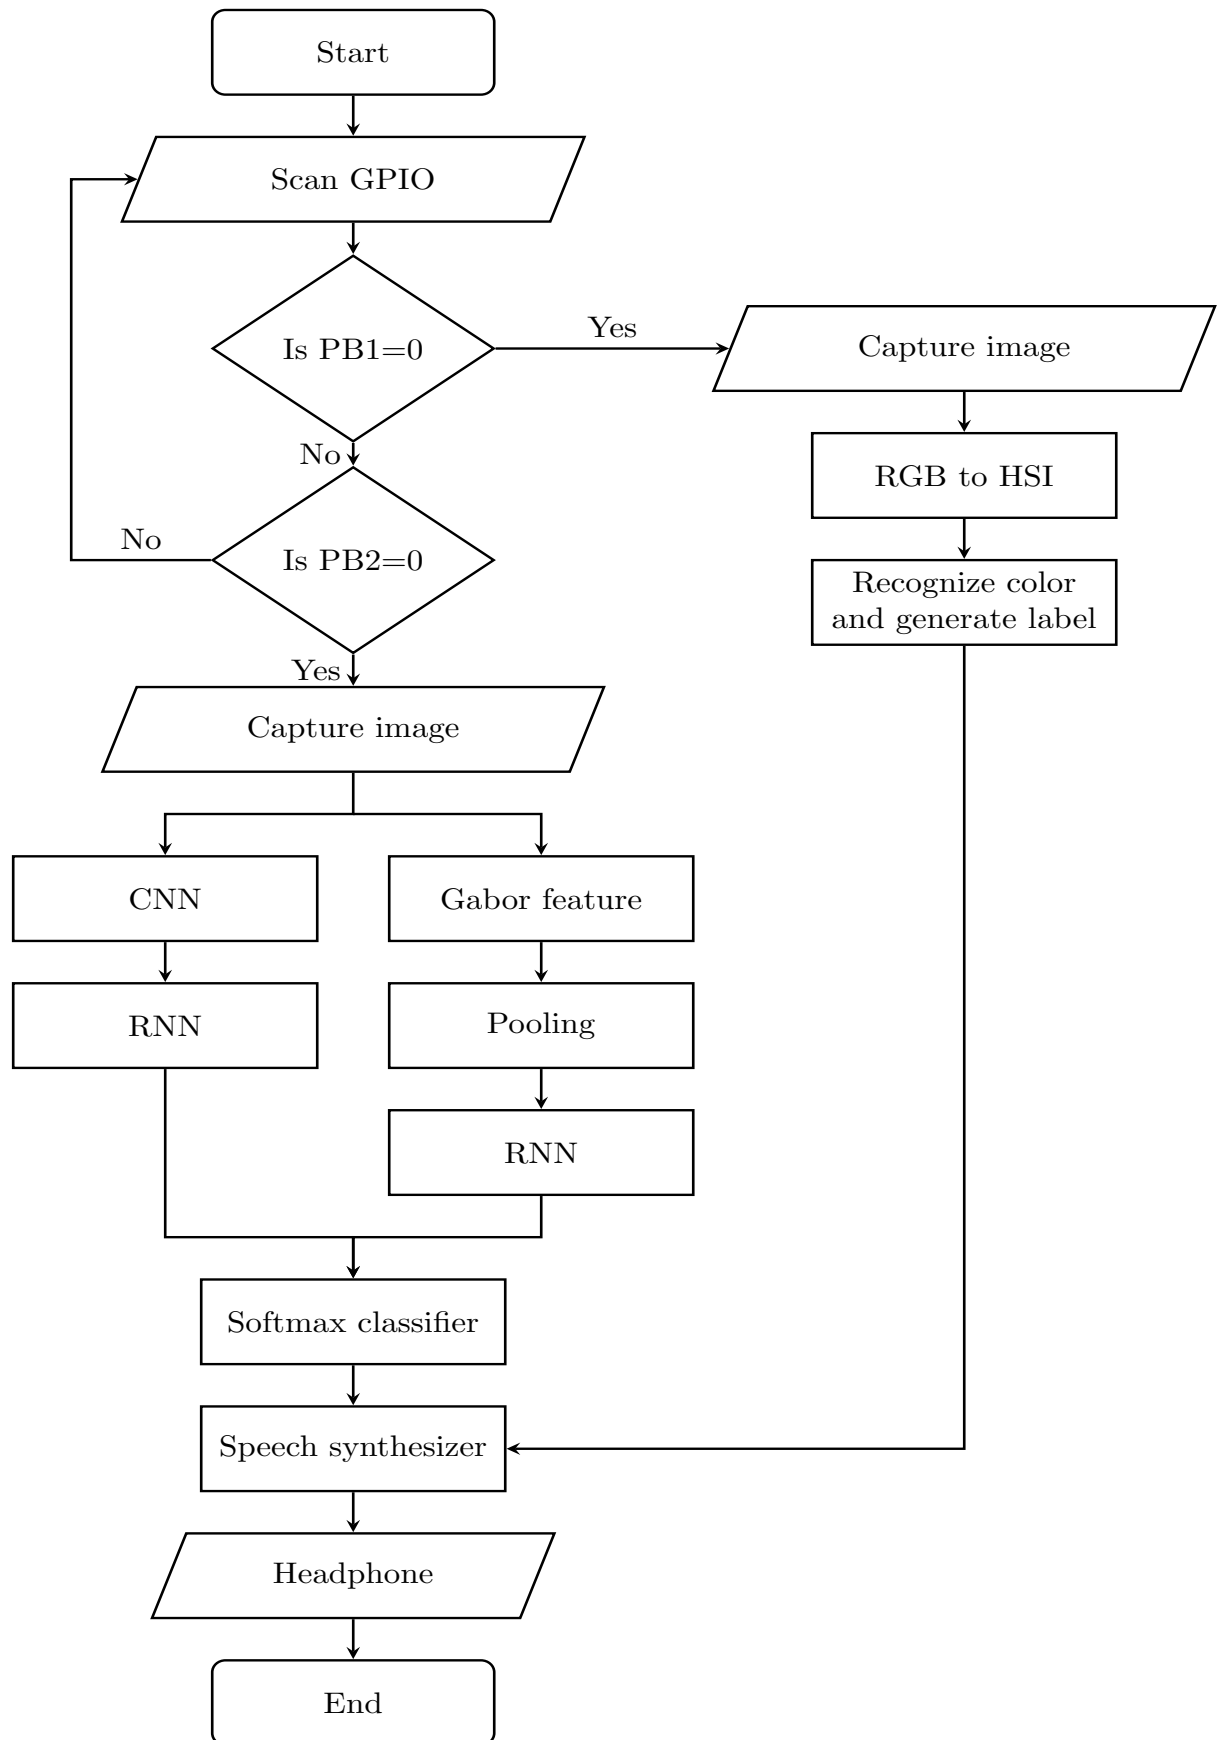 Start
Scan GPIO
Is PB1=0
Yes
Capture image
No
RGB to HSI
Is PB2=0
No
Recognize color
and generate label
Yes
Capture image
CNN
Gabor feature
RNN
Pooling
RNN
Softmax classifier
Speech synthesizer
Headphone
End